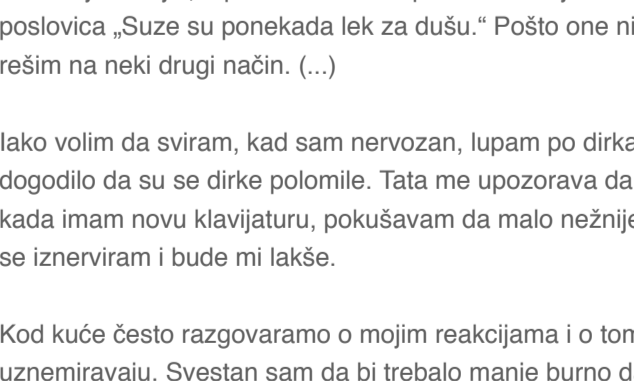 poslovica „Suze su ponekada lek za dušu.“ Pošto one ni
rešim na neki drugi način. (...)
Iako volim da sviram, kad sam nervozan, lupam po dirka
dogodilo da su se dirke polomile. Tata me upozorava da
kada imam novu klavijaturu, pokušavam da malo nežnije
se iznerviram i bude mi lakše.
Kod kuće često razgovaramo o mojim reakcijama i o tom
uznemiravaju. Svestan sam da bi trebalo manje burno d